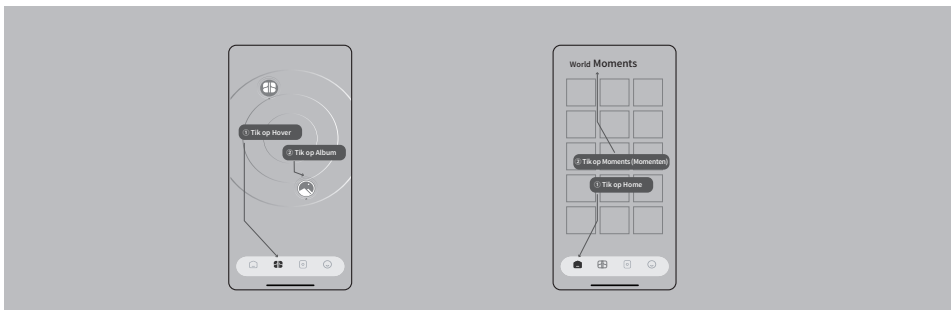 ① Tik op Hover
② Tik op Album
World Moments
② Tik op Moments (Momenten)
① Tik op Home